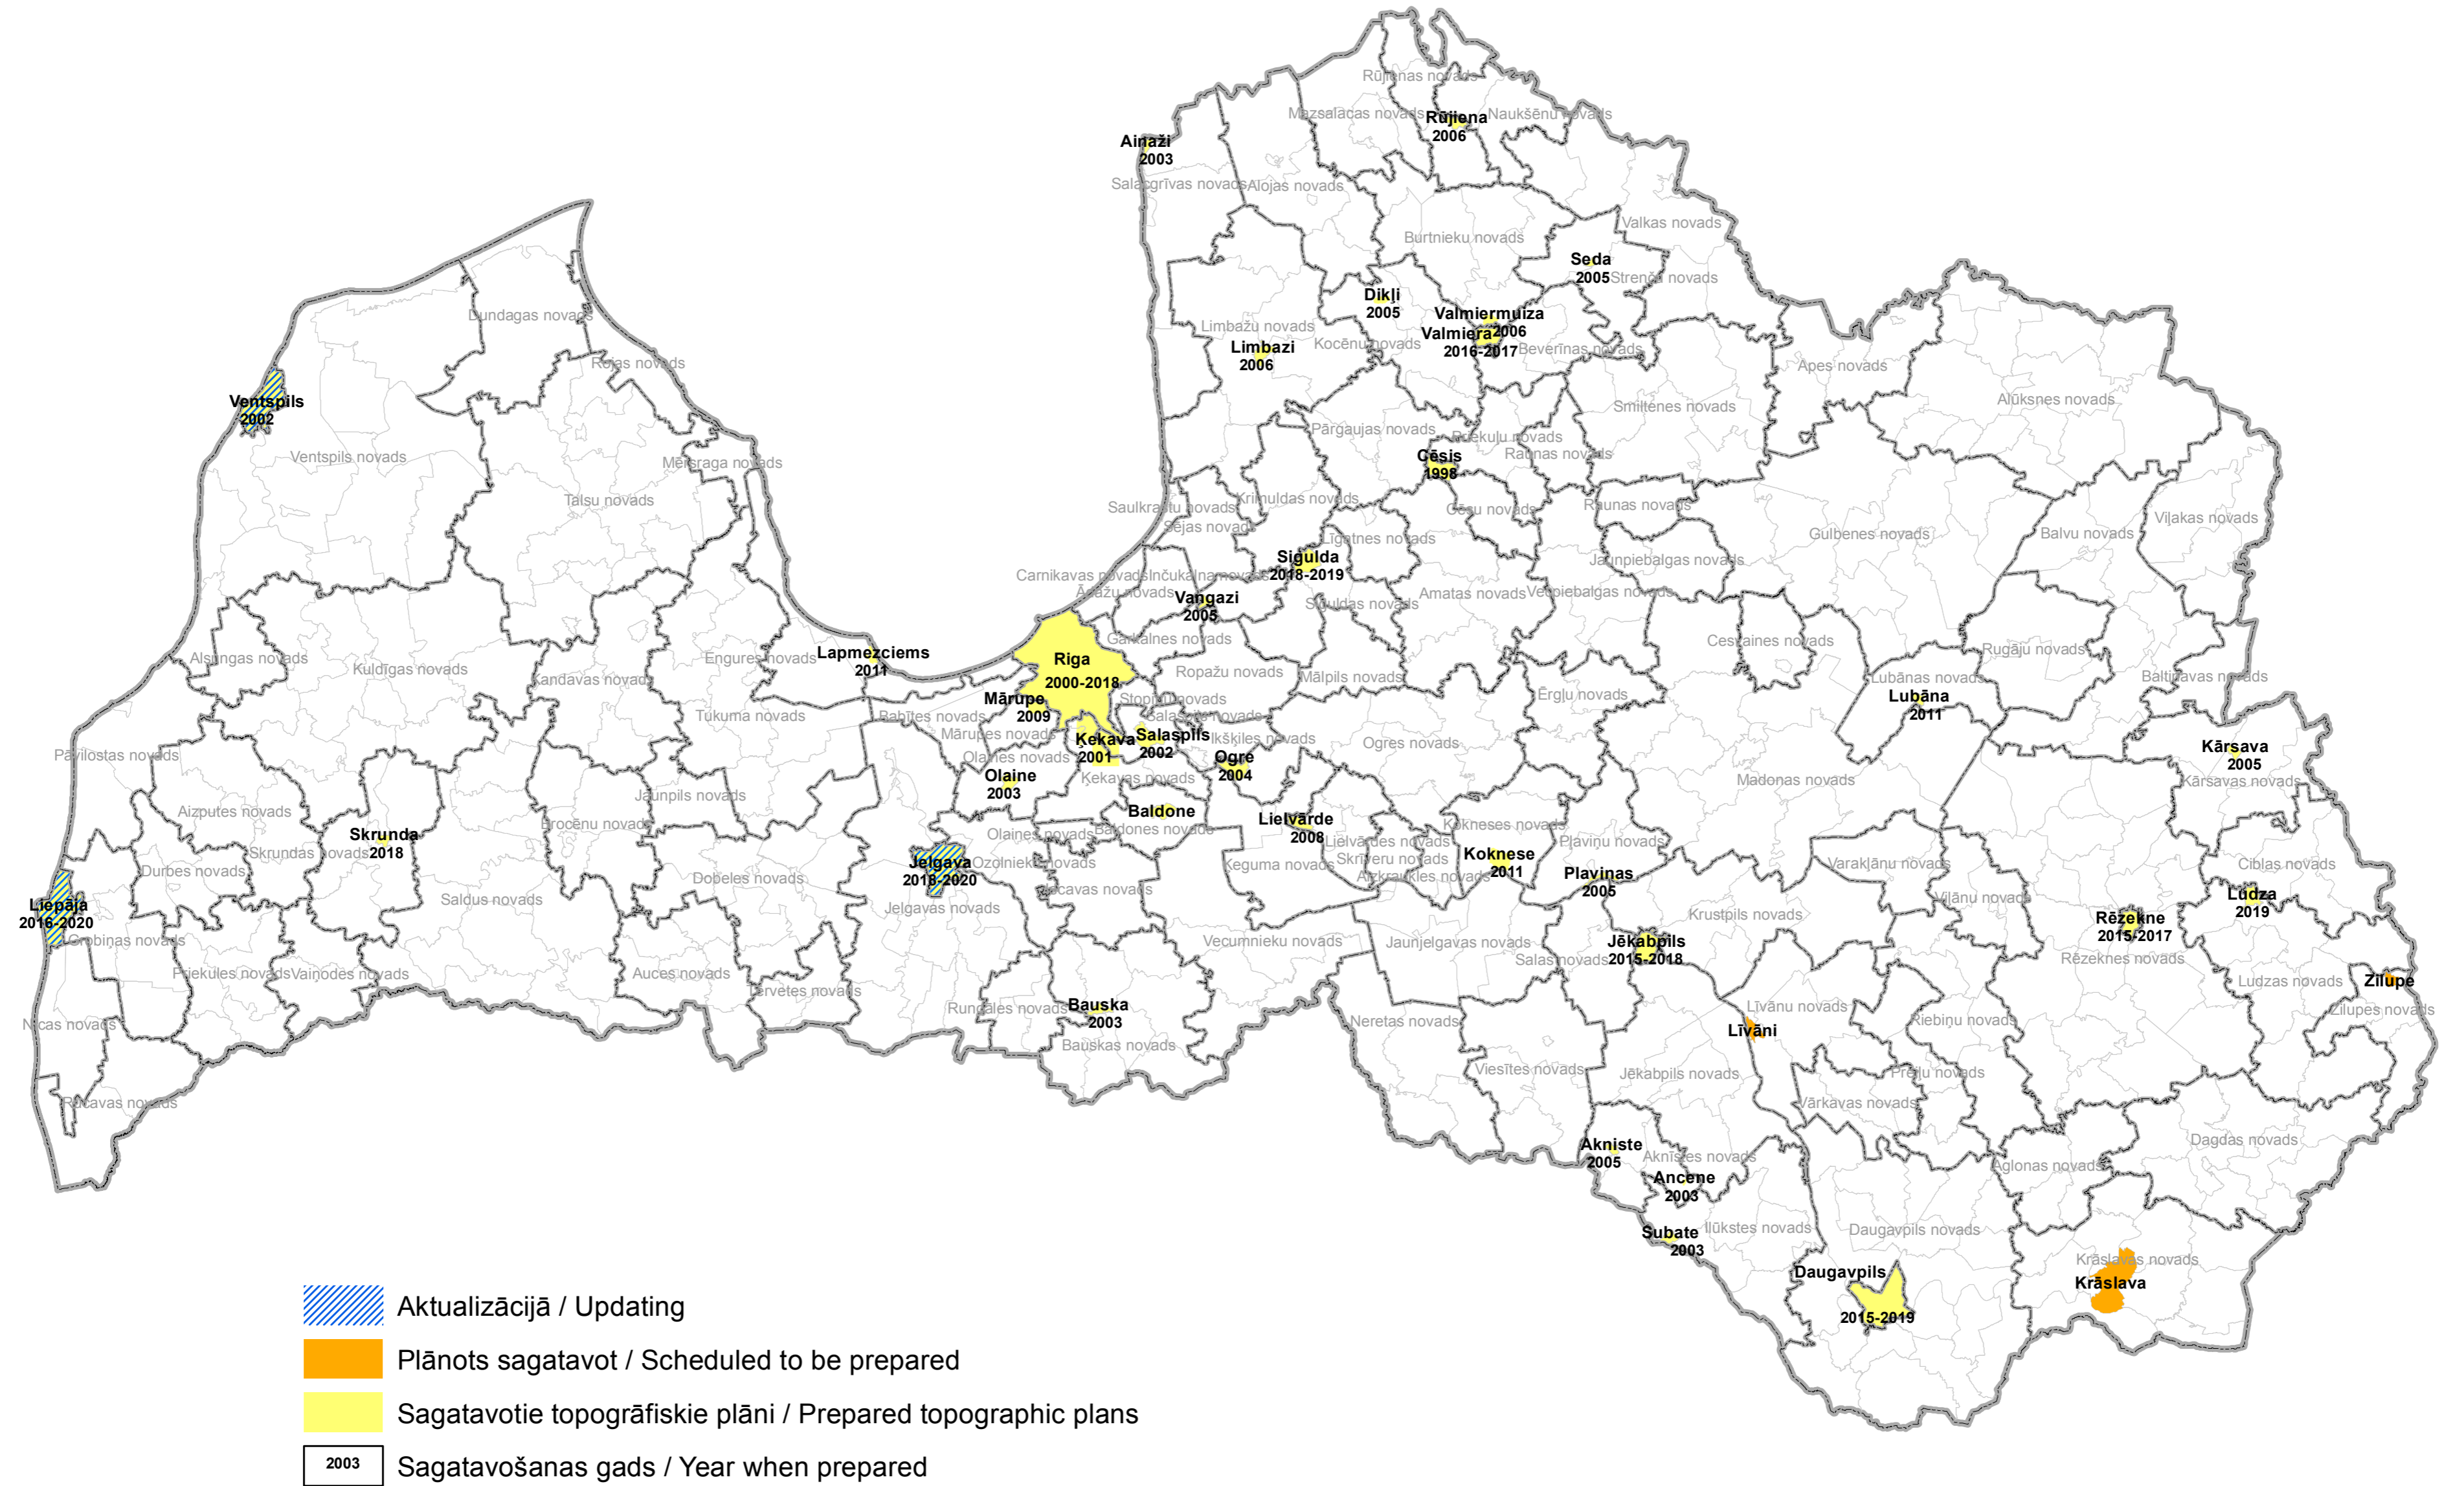 Rūjienas novads
Mazsalacas novads
Rūjiena
2006
Naukšēnu novads
Ainaži
2003
Salacgrīvas novads
Alojas novads
Valkas novads
Burtnieku novads
Seda
2005
Strenču novads
Dikļi
2005
Valmiermuiza
2006
Valmiera
2016-2017
Limbažu novads
Limbazi
2006
Kocēnu novads
Beverīnas novads
Dundagas novads
Rojas novads
Apes novads
Ventspils
2002
Alūksnes novads
Smiltenes novads
Pārgaujas novads
Priekuļu novads
Raunas novads
Cēsis
1998
Ventspils novads
Mērsraga novads
Talsu novads
Krimuldas novads
Saulkrastu novads
Sējas novads
Cēsu novads
Raunas novads
Gulbenes novads
Balvu novads
Viļakas novads
Līgatnes novads
Sigulda
2018-2019
Jaunpiebalgas novads
Carnikavas novads
Inčukalna novads
Ādažu novads
Vangazi
2005
Siguldas novads
Amatas novads
Vecpiebalgas novads
Garkalnes novads
Cesvaines novads
Rugāju novads
Alsungas novads
Kuldīgas novads
Engures novads
Lapmezciems
2011
Riga
2000-2018
Ropažu novads
Mālpils novads
Kandavas novads
Ērgļu novads
Lubānas novads
Baltinavas novads
Lubāna
2011
Mārupe
2009
Stopiņu novads
Tukuma novads
Babītes novads
Salaspils novads
Mārupes novads
Ķekava
2001
Salaspils
2002
Ikšķiles novads
Ogres novads
Kārsava
2005
Pāvilostas novads
Olaines novads
Ogre
2004
Olaine
2003
Ķekavas novads
Madonas novads
Kārsavas novads
Jaunpils novads
Aizputes novads
Baldone
Lielvārde
2008
Brocēnu novads
Skrunda
2018
Olaines novads
Baldones novads
Kokneses novads
Lielvārdes novads
Pļaviņu novads
Skrundas novads
Koknese
2011
Skrīveru novads
Ķeguma novads
Aizkraukles novads
Varakļānu novads
Ciblas novads
Durbes novads
Jelgava
2018-2020
Ozolnieku novads
Iecavas novads
Dobeles novads
Plaviņas
2005
Saldus novads
Jelgavas novads
Viļānu novads
Ludza
2019
Liepāja
2016-2020
Krustpils novads
Rēzekne
2015-2017
Grobiņas novads
Vecumnieku novads
Jaunjelgavas novads
Jēkabpils
2015-2018
Salas novads
Rēzeknes novads
Priekules novads
Vaiņodes novads
Auces novads
Tērvetes novads
Ludzas novads
Zilupe
Rundāles novads
Bauska
2003
Līvānu novads
Zilupes novads
Nīcas novads
Neretas novads
Līvāni
Riebiņu novads
Bauskas novads
Viesītes novads
Jēkabpils novads
Preiļu novads
Rucavas novads
Vārkavas novads
Akniste
2005
Aknīstes novads
Dagdas novads
Aglonas novads
Ancene
2003
Subate
2003
Ilūkstes novads
Daugavpils novads
Krāslavas novads
Krāslava
Daugavpils
2015-2019
Aktualizācijā / Updating
Plānots sagatavot / Scheduled to be prepared
Sagatavotie topogrāfiskie plāni / Prepared topographic plans
2003 Sagatavošanas gads / Year when prepared